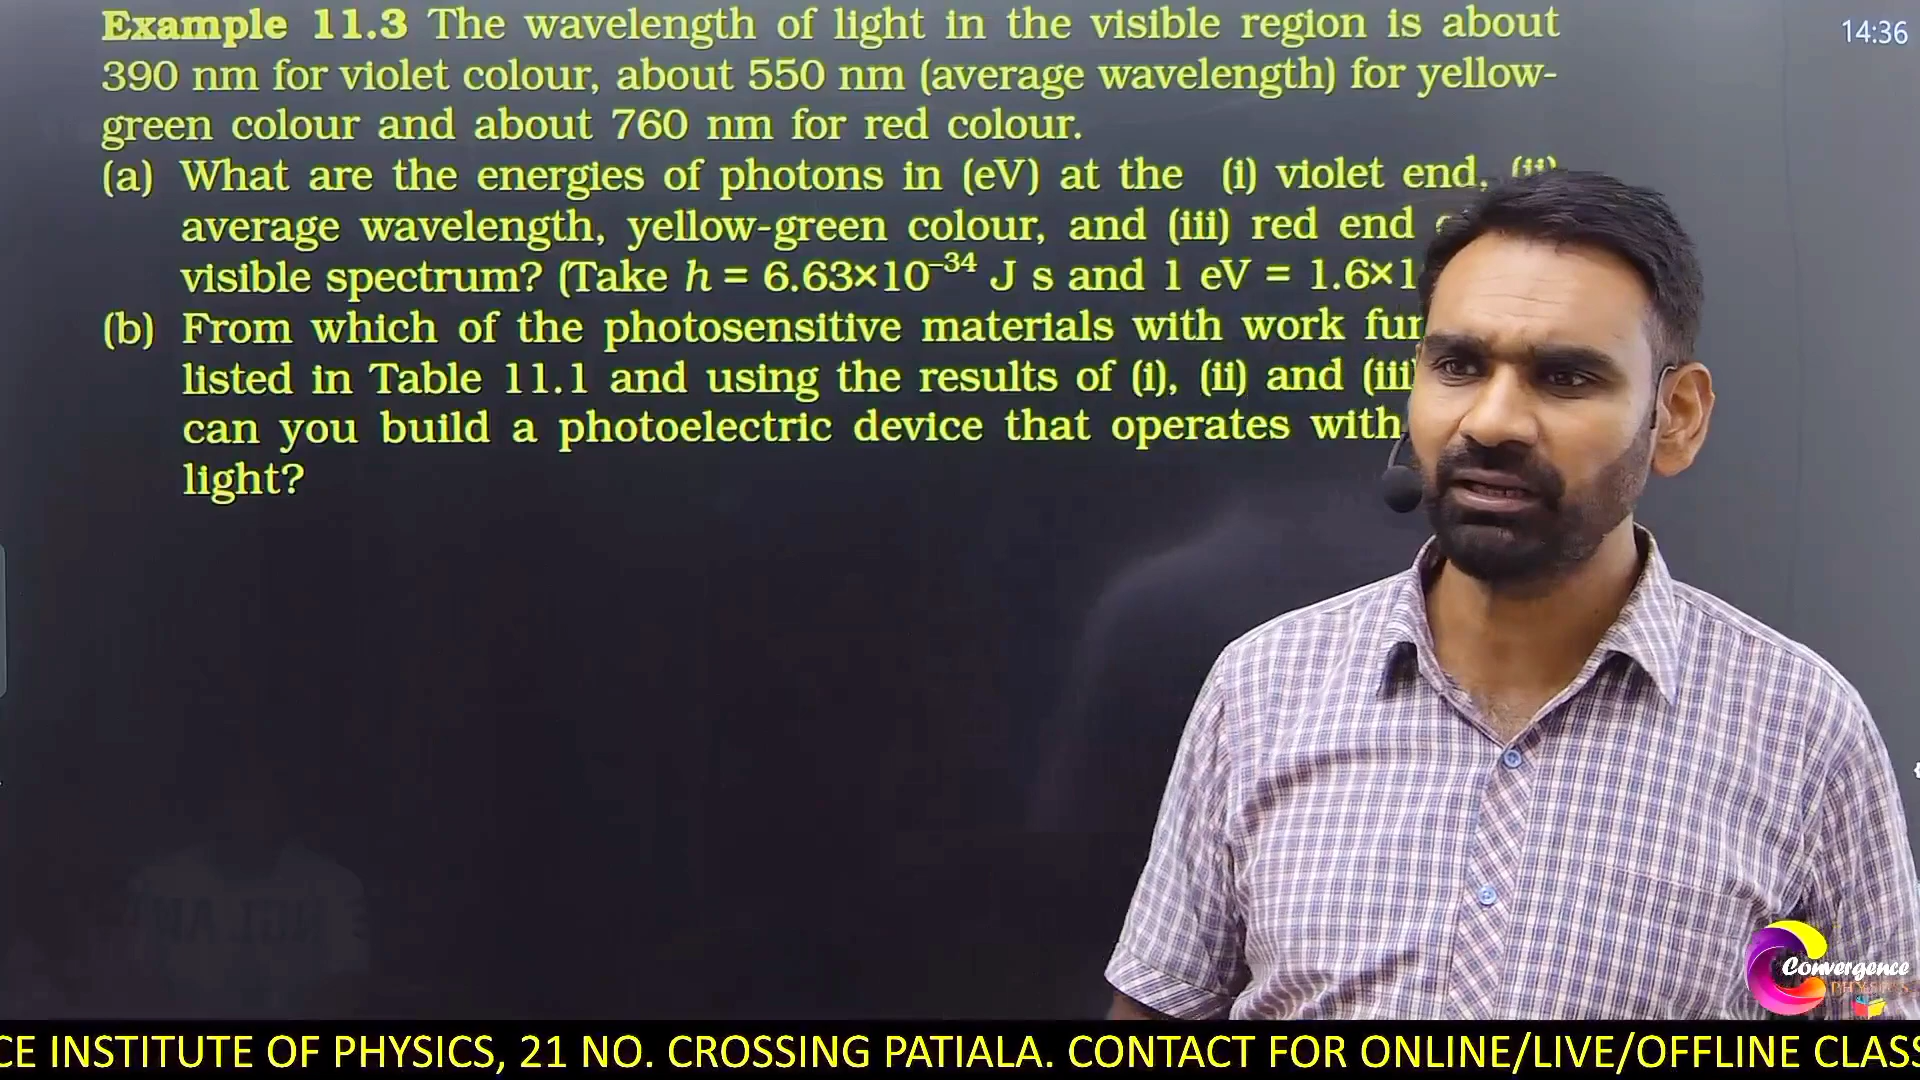 Example 11.3 The wavelength of light in the visible region is about
14:36
390 nm for violet colour, about 550 nm (average wavelength) for yellow-
green colour and about 760 nm for red colour.
(a) What are the energies of photons in (eV) at the (i) violet end, (ii)
average wavelength, yellow-green colour, and (iii) red end
visible spectrum? (Take h = 6.63×10⁻³⁴ J s and 1 eV = 1.6×1
(b) From which of the photosensitive materials with work fun
listed in Table 11.1 and using the results of (i), (ii) and (iii)
can you build a photoelectric device that operates with
light?
Convergence
PHYSICS
CE INSTITUTE OF PHYSICS, 21 NO. CROSSING PATIALA. CONTACT FOR ONLINE/LIVE/OFFLINE CLASS